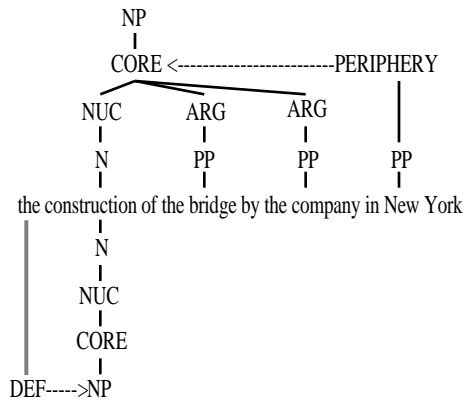 NP
CORE <-------------------------PERIPHERY
NUC ARG ARG
N PP PP PP
the construction of the bridge by the company in New York
N
NUC
CORE
DEF----->NP